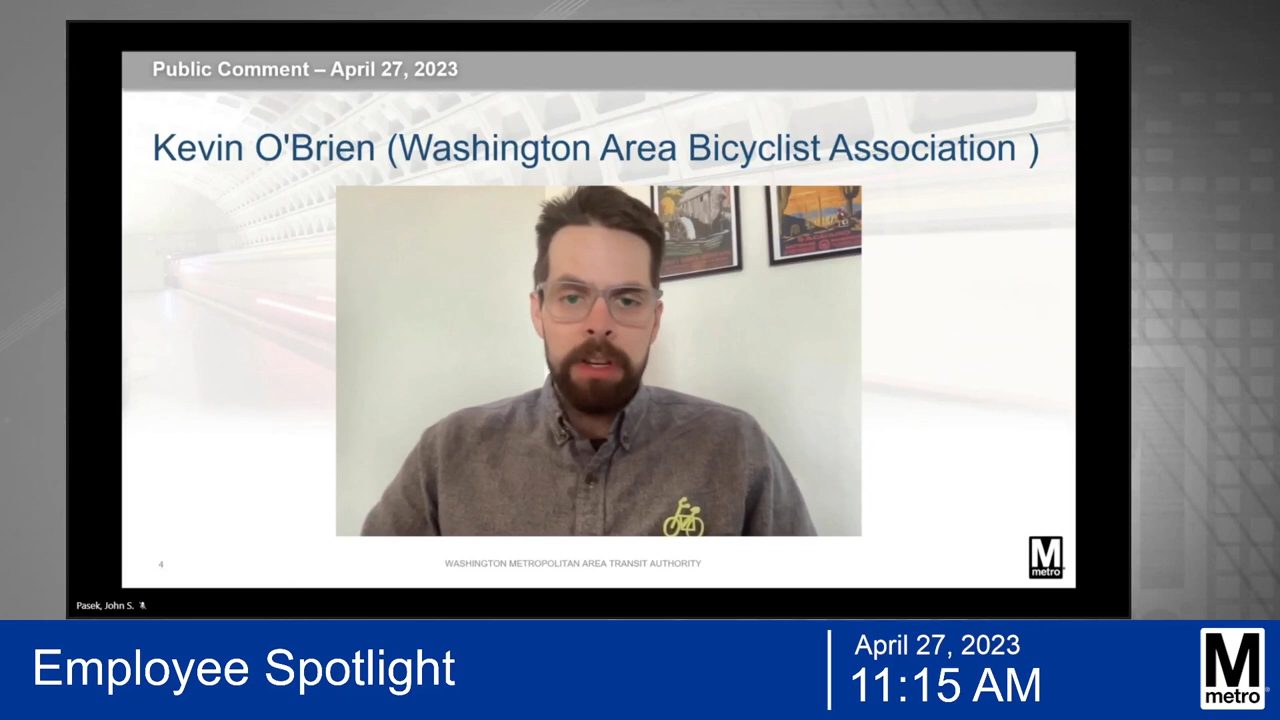 Public Comment – April 27, 2023
Kevin O'Brien (Washington Area Bicyclist Association )
4
WASHINGTON METROPOLITAN AREA TRANSIT AUTHORITY
M
metro
Pasek, John S.
Employee Spotlight
April 27, 2023
11:15 AM
M
metro